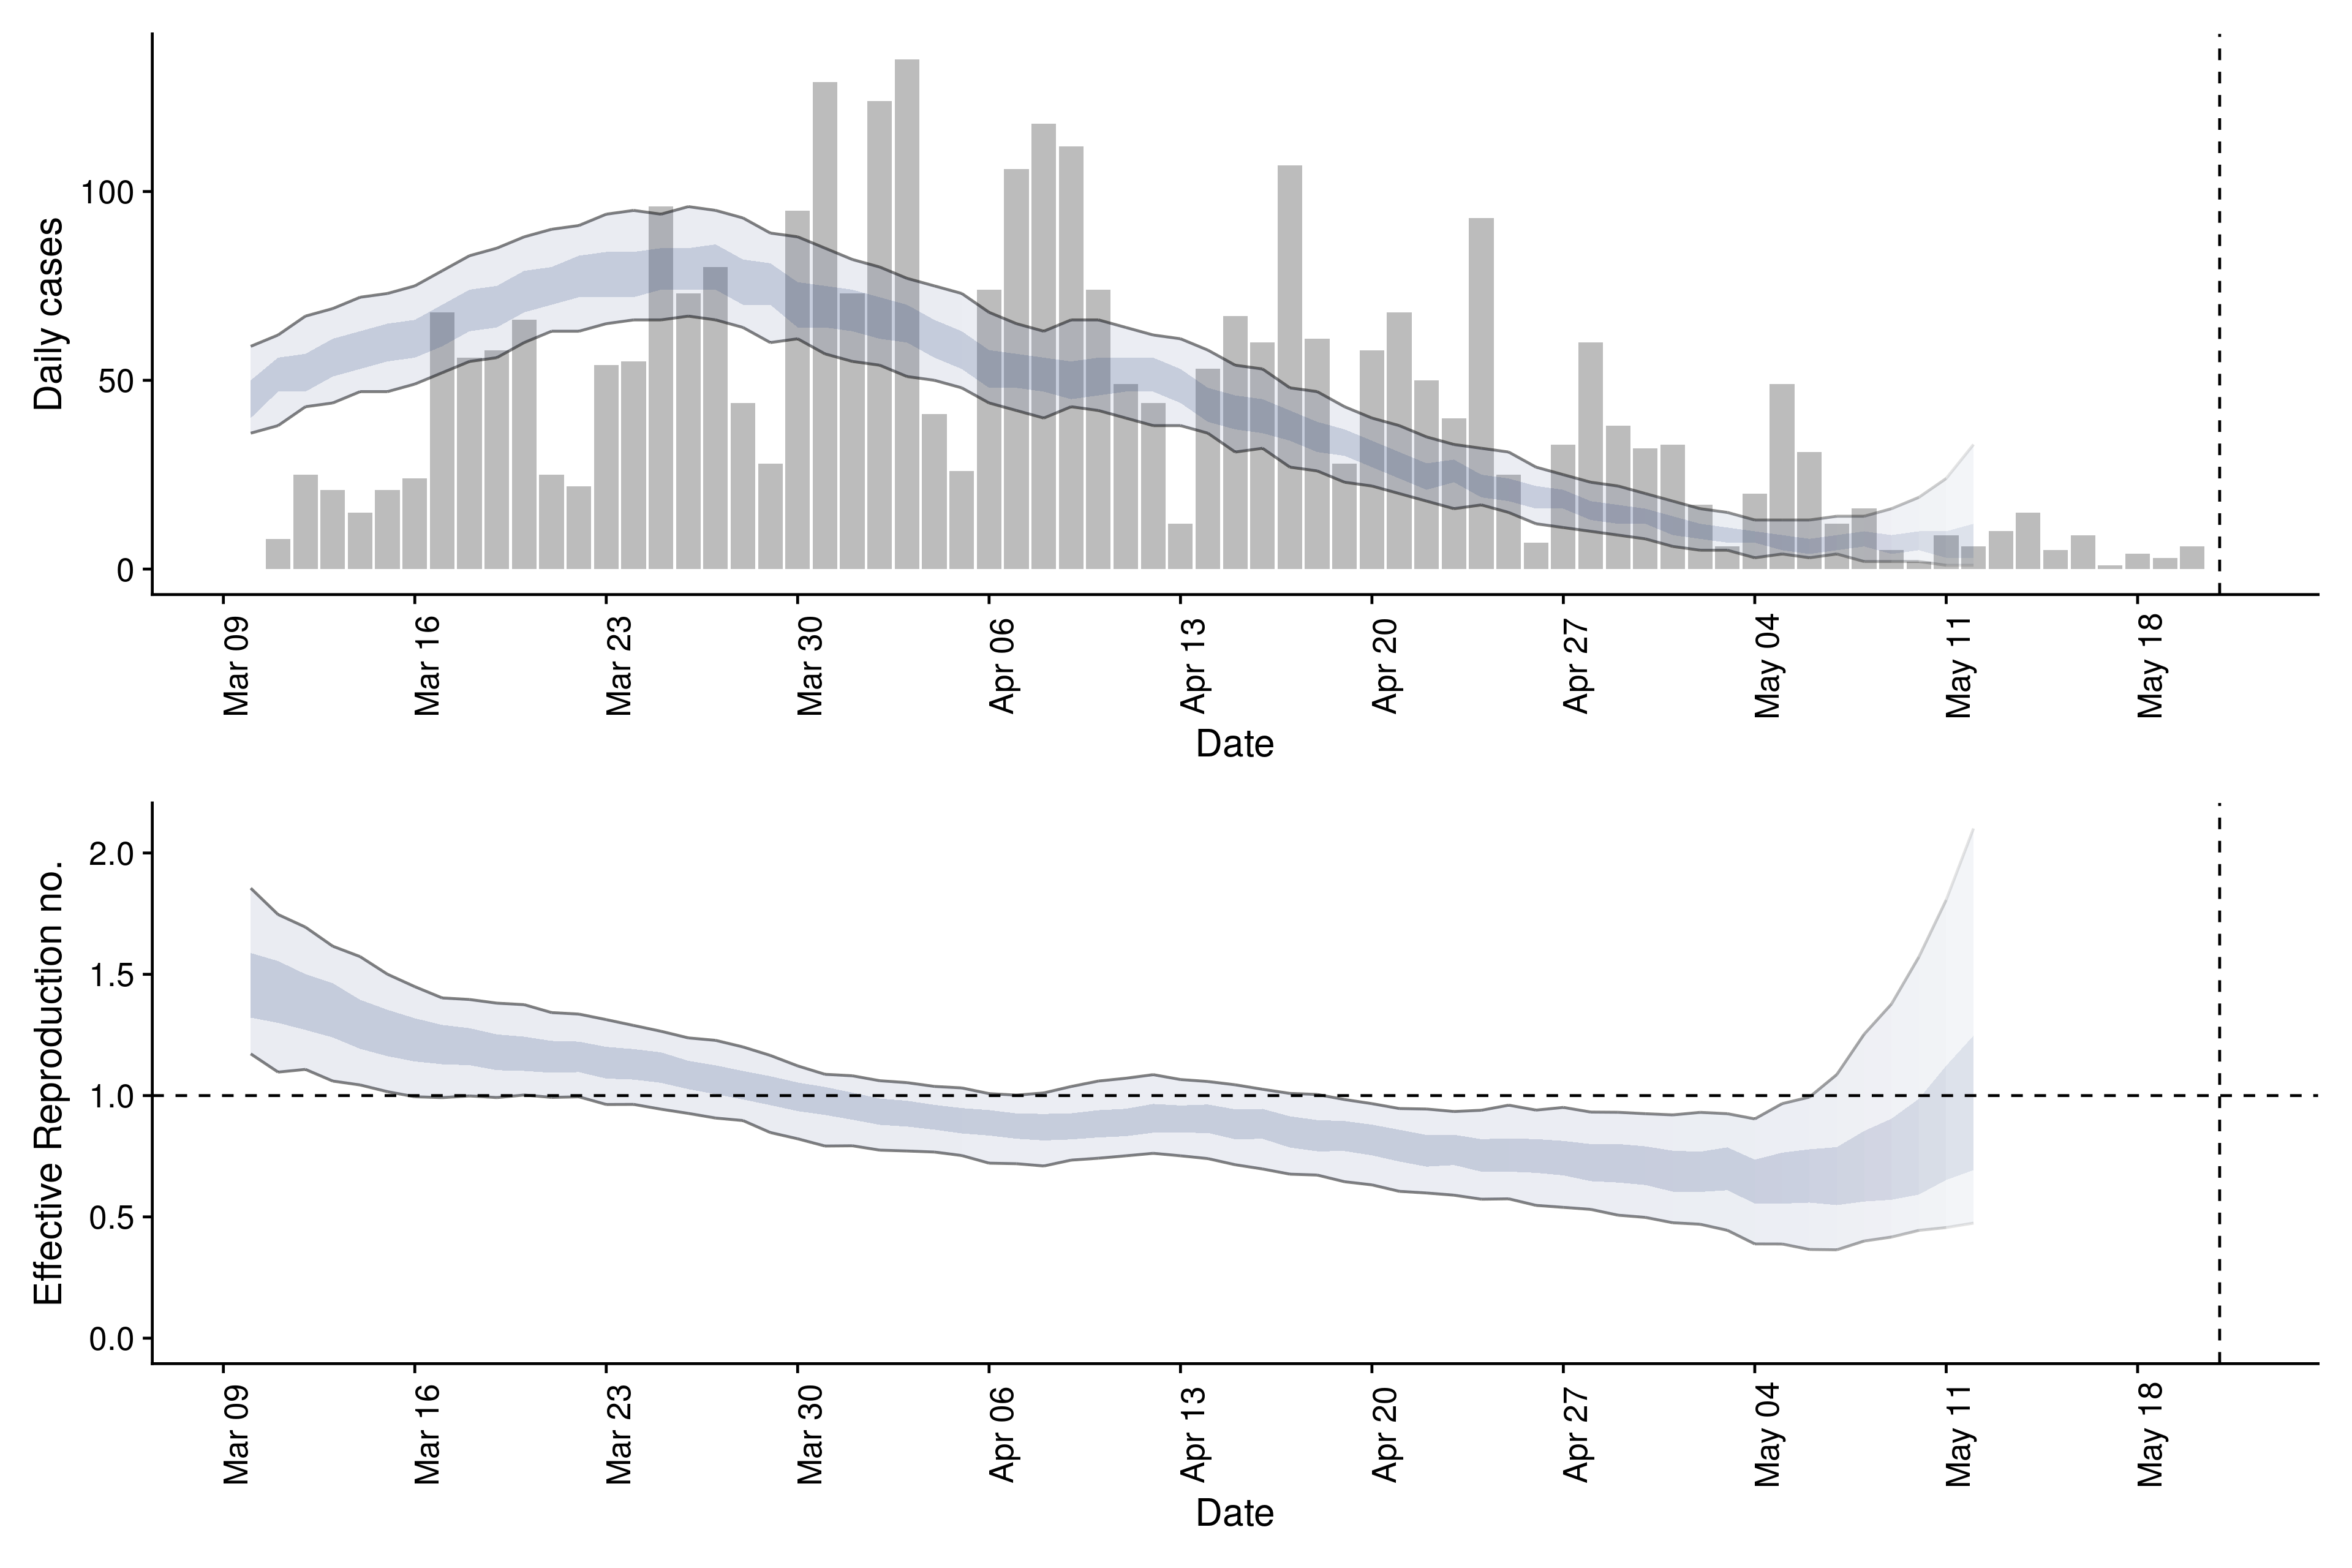 Daily cases
100
50
0
Mar 09
Mar 16
Mar 23
Mar 30
Apr 06
Apr 13
Apr 20
Apr 27
May 04
May 11
May 18
Date
Effective Reproduction no.
2.0
1.5
1.0
0.5
0.0
Mar 09
Mar 16
Mar 23
Mar 30
Apr 06
Apr 13
Apr 20
Apr 27
May 04
May 11
May 18
Date